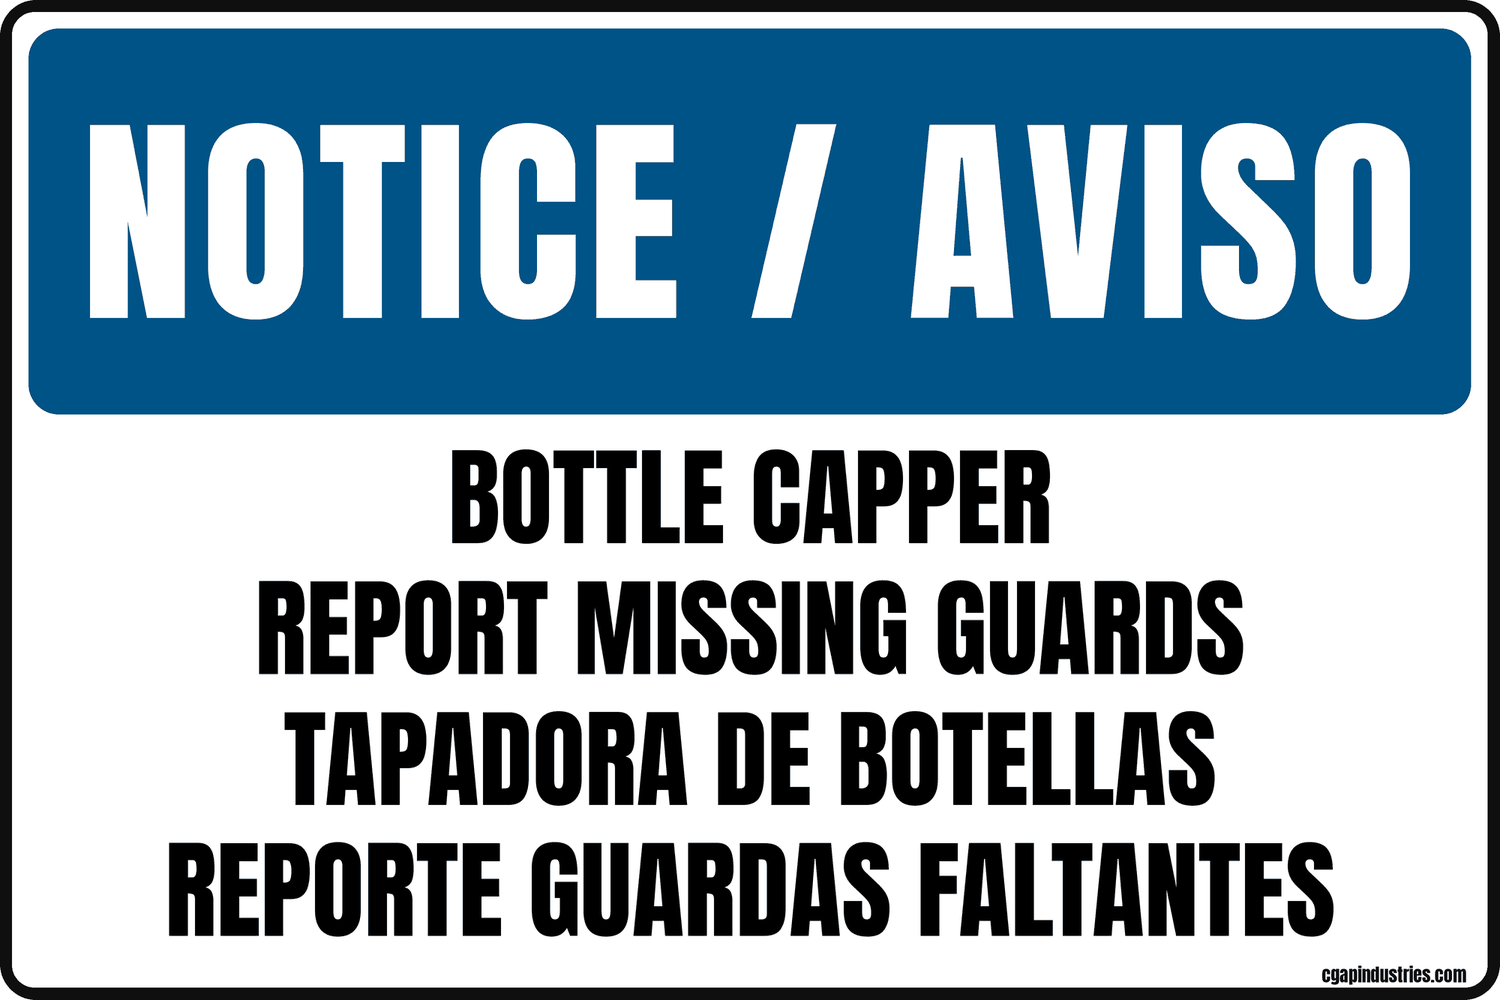 NOTICE / AVISO
BOTTLE CAPPER
REPORT MISSING GUARDS
TAPADORA DE BOTELLAS
REPORTE GUARDAS FALTANTES
cgapindustries.com